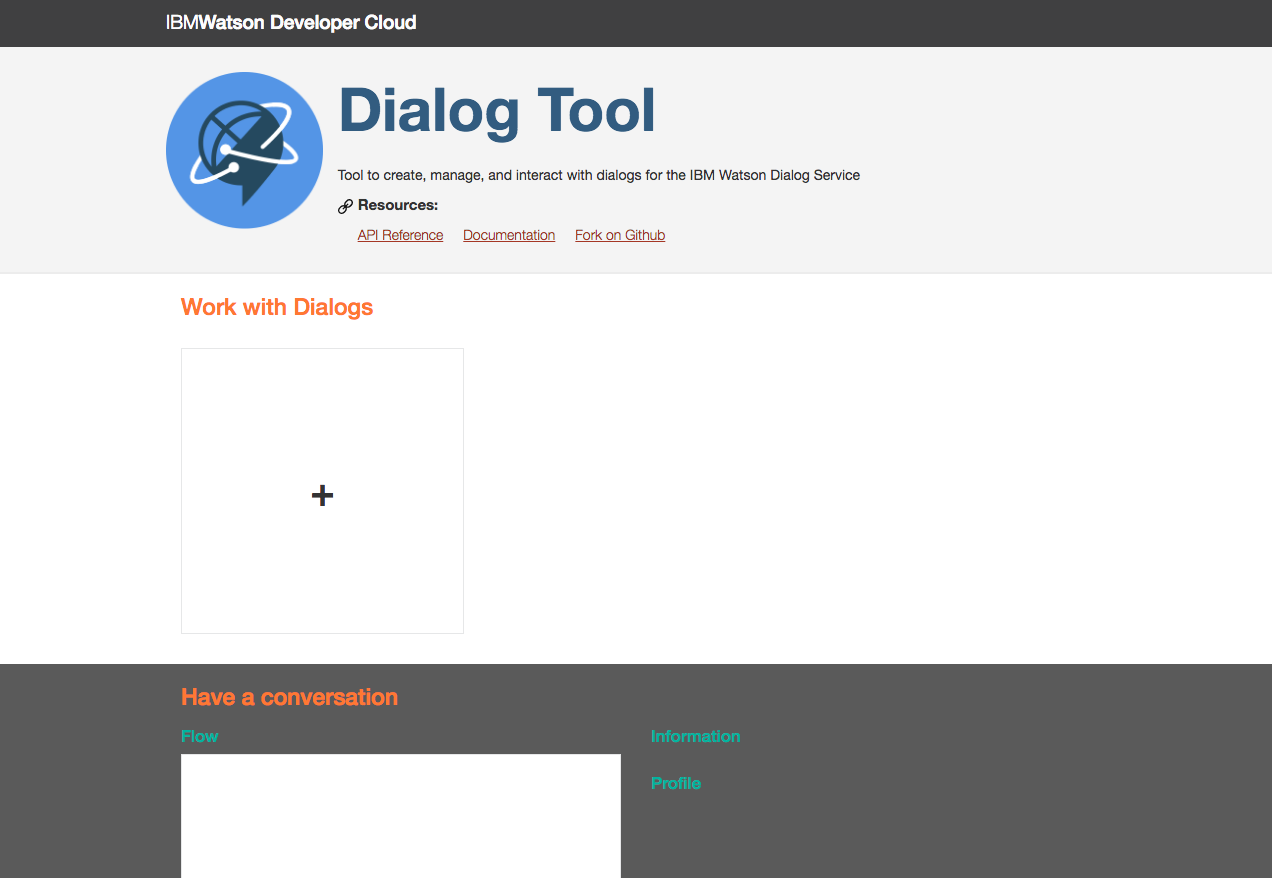 IBMWatson Developer Cloud
Dialog Tool
Tool to create, manage, and interact with dialogs for the IBM Watson Dialog Service
Resources:
API Reference Documentation Fork on Github
Work with Dialogs
+
Have a conversation
Flow Information
Profile